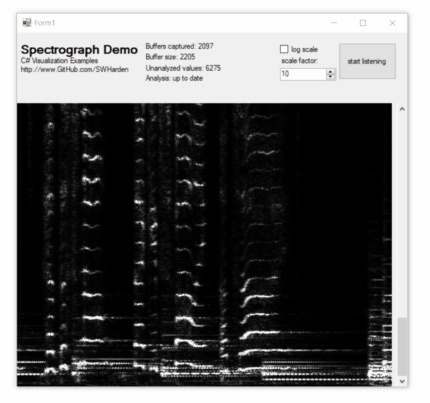 Form1
Spectrograph Demo
C# Visualization Examples
http://www.GitHub.com/SWHarden
Buffers captured: 2097
Buffer size: 2205
Unanalyzed values: 6275
Analysis: up to date
log scale
scale factor:
10
start listening